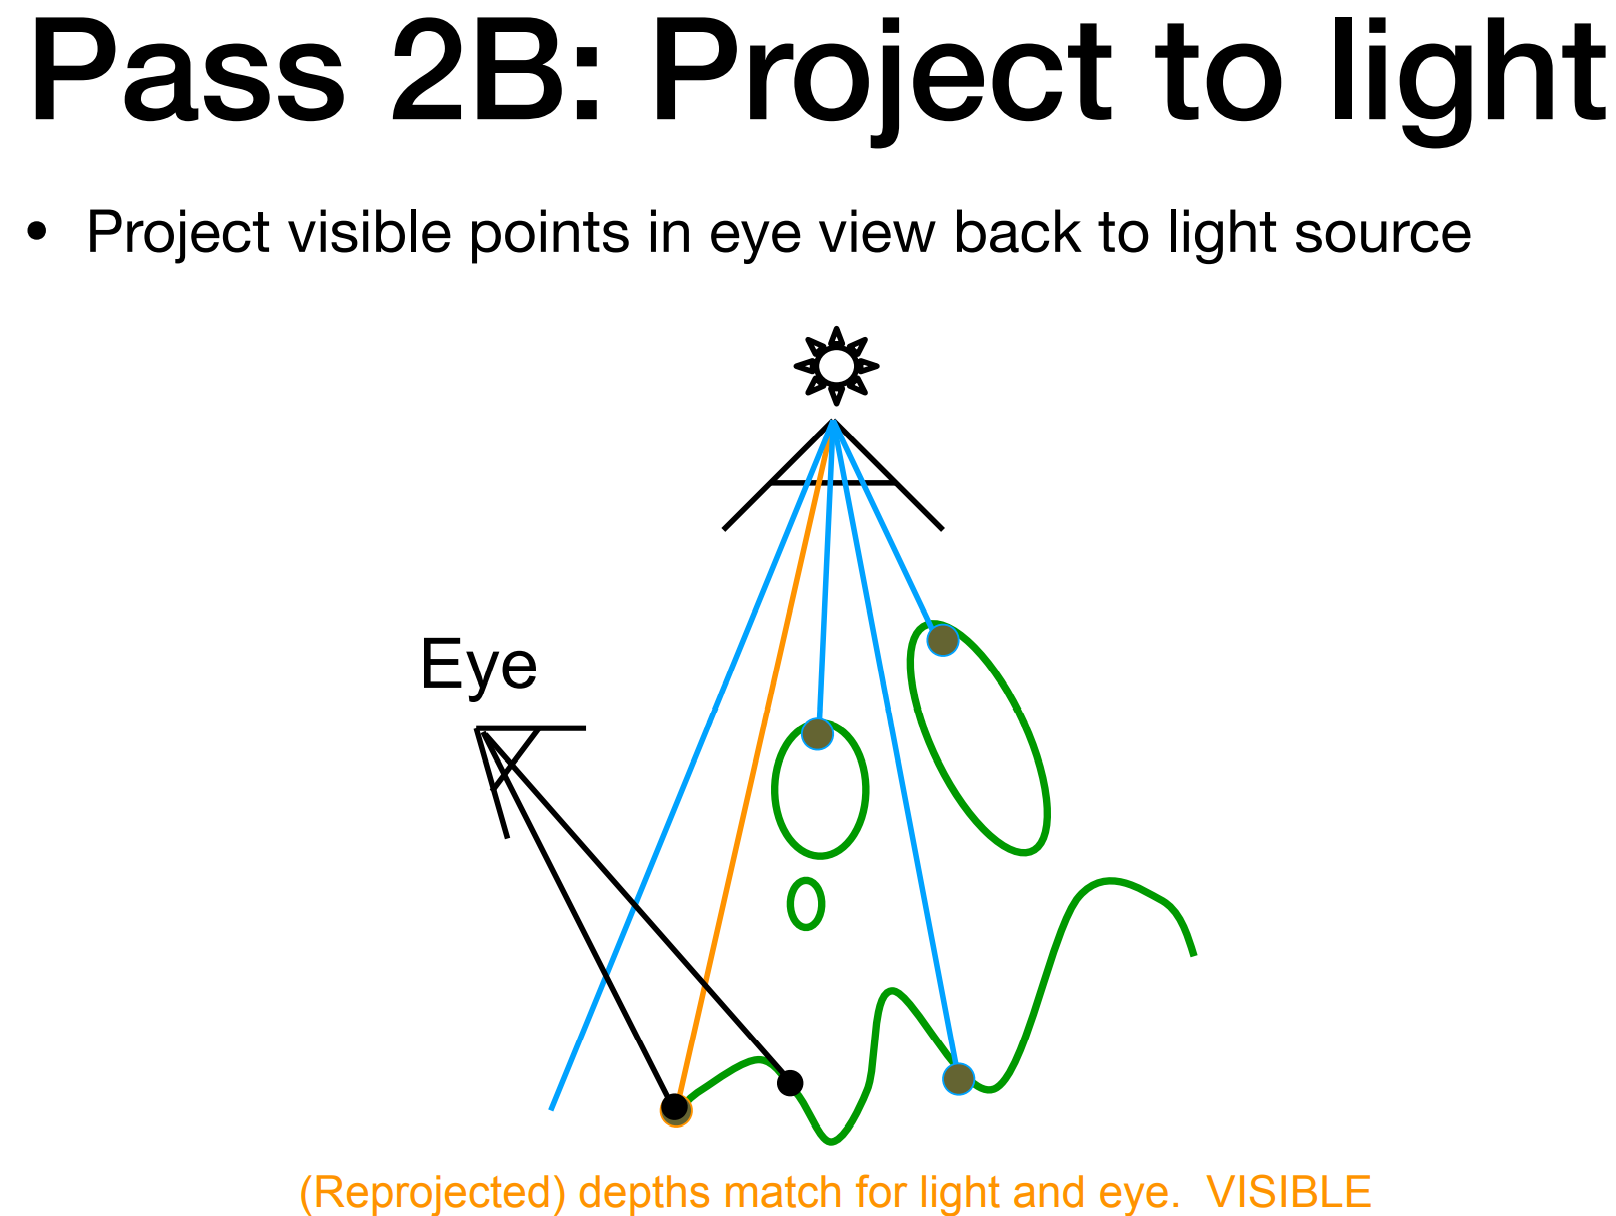 Pass 2B: Project to light
• Project visible points in eye view back to light source
Eye
(Reprojected) depths match for light and eye.  VISIBLE